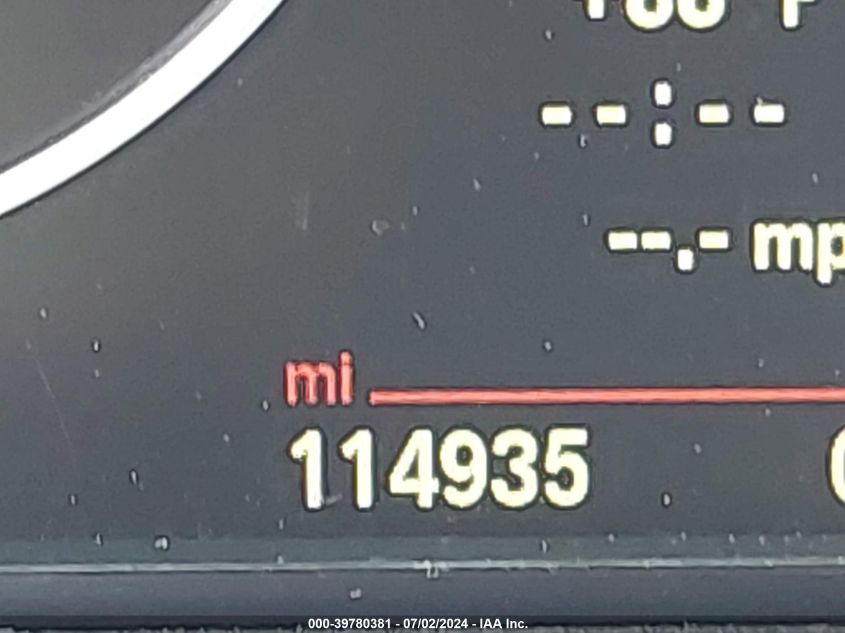 --:--
--.- mp
mi
114935
000-39780381 - 07/02/2024 - IAA Inc.